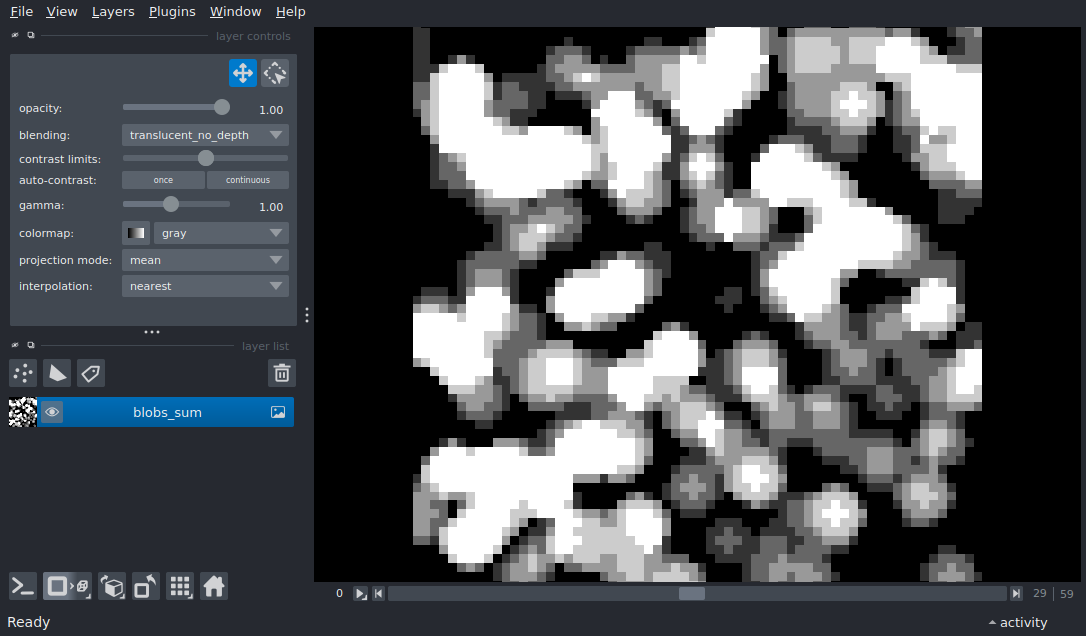 File View Layers Plugins Window Help
layer controls
opacity: 1.00
blending: translucent_no_depth
contrast limits:
auto-contrast: once continuous
gamma: 1.00
colormap: gray
projection mode: mean
interpolation: nearest
layer list
blobs_sum
0 29 59
Ready activity